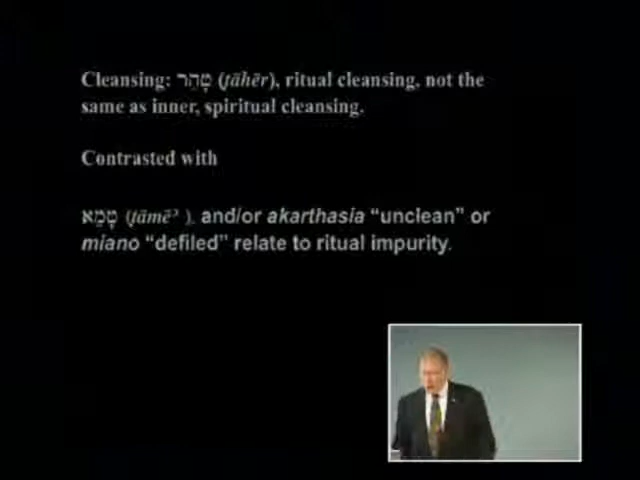 Cleansing: טָהֵר (ṭāhēr), ritual cleansing, not the
same as inner, spiritual cleansing.
Contrasted with
טָמֵא (ṭāmēʾ ), and/or akarthasia “unclean” or
miano “defiled” relate to ritual impurity.